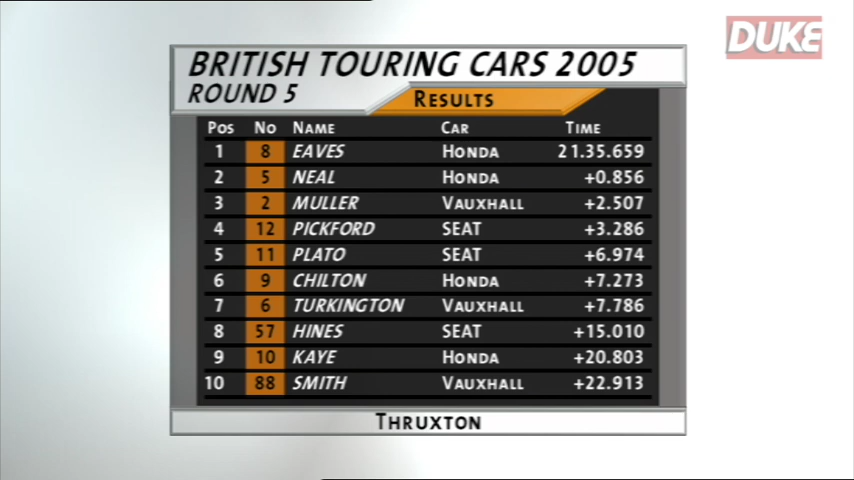 DUKE
BRITISH TOURING CARS 2005
ROUND 5
RESULTS
POS NO NAME CAR TIME
1 8 EAVES HONDA 21.35.659
2 5 NEAL HONDA +0.856
3 2 MULLER VAUXHALL +2.507
4 12 PICKFORD SEAT +3.286
5 11 PLATO SEAT +6.974
6 9 CHILTON HONDA +7.273
7 6 TURKINGTON VAUXHALL +7.786
8 57 HINES SEAT +15.010
9 10 KAYE HONDA +20.803
10 88 SMITH VAUXHALL +22.913
THRUXTON